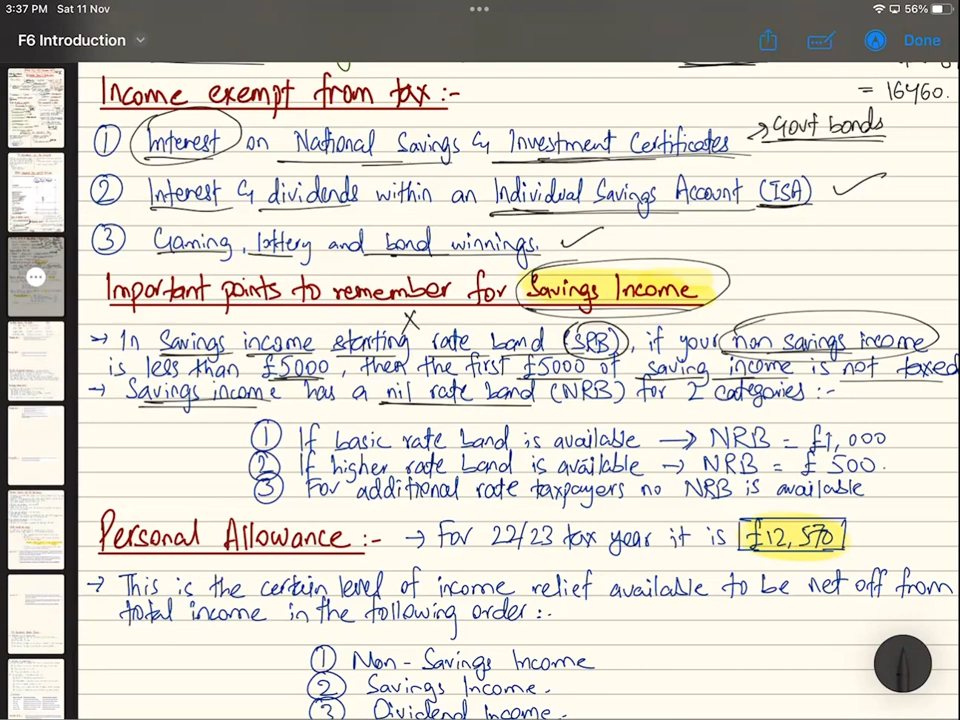 3:37 PM Sat 11 Nov
56%
F6 Introduction
Done
= 16460.
Income exempt from tax :-
① Interest on National Savings & Investment Certificates → Govt bonds
② Interest & dividends within an Individual Savings Account (ISA)
③ Gaming, lottery and bond winnings.
Important points to remember for Savings Income
→ In Savings income starting rate band (SRB), if your non savings income
is less than £5000, then the first £5000 of saving income is not taxed
→ Savings income has a nil rate band (NRB) for 2 categories :-
① If basic rate band is available → NRB = £1,000
② If higher rate band is available → NRB = £500.
③ For additional rate taxpayers no NRB is available
Personal Allowance :- → For 22/23 tax year it is £12,570
→ This is the certain level of income relief available to be net off from
total income in the following order :-
① Non-Savings Income
② Savings Income.
③ Dividend Income.